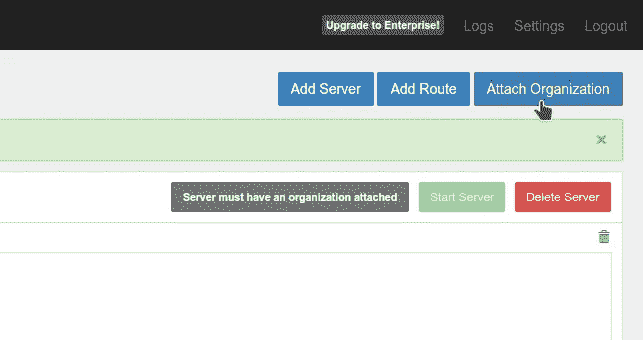 Upgrade to Enterprise! Logs Settings Logout
Add Server Add Route Attach Organization
Server must have an organization attached Start Server Delete Server